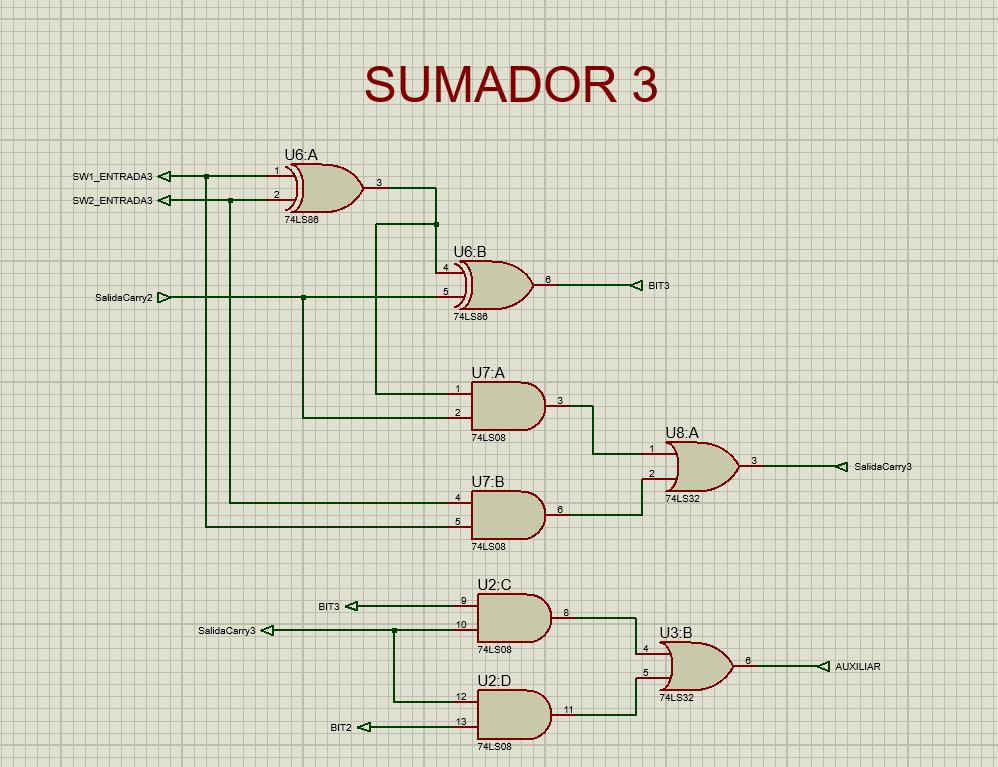 SUMADOR 3
U6:A
SW1_ENTRADA3
1
3
SW2_ENTRADA3
2
74LS86
U6:B
4
6
BIT3
SalidaCarry2
5
74LS86
U7:A
1
3
2
74LS08
U8:A
1
3
SalidaCarry3
2
74LS32
U7:B
4
6
5
74LS08
U2:C
BIT3
9
8
SalidaCarry3
10
74LS08
U3:B
4
6
AUXILIAR
5
74LS32
U2:D
12
11
BIT2
13
74LS08